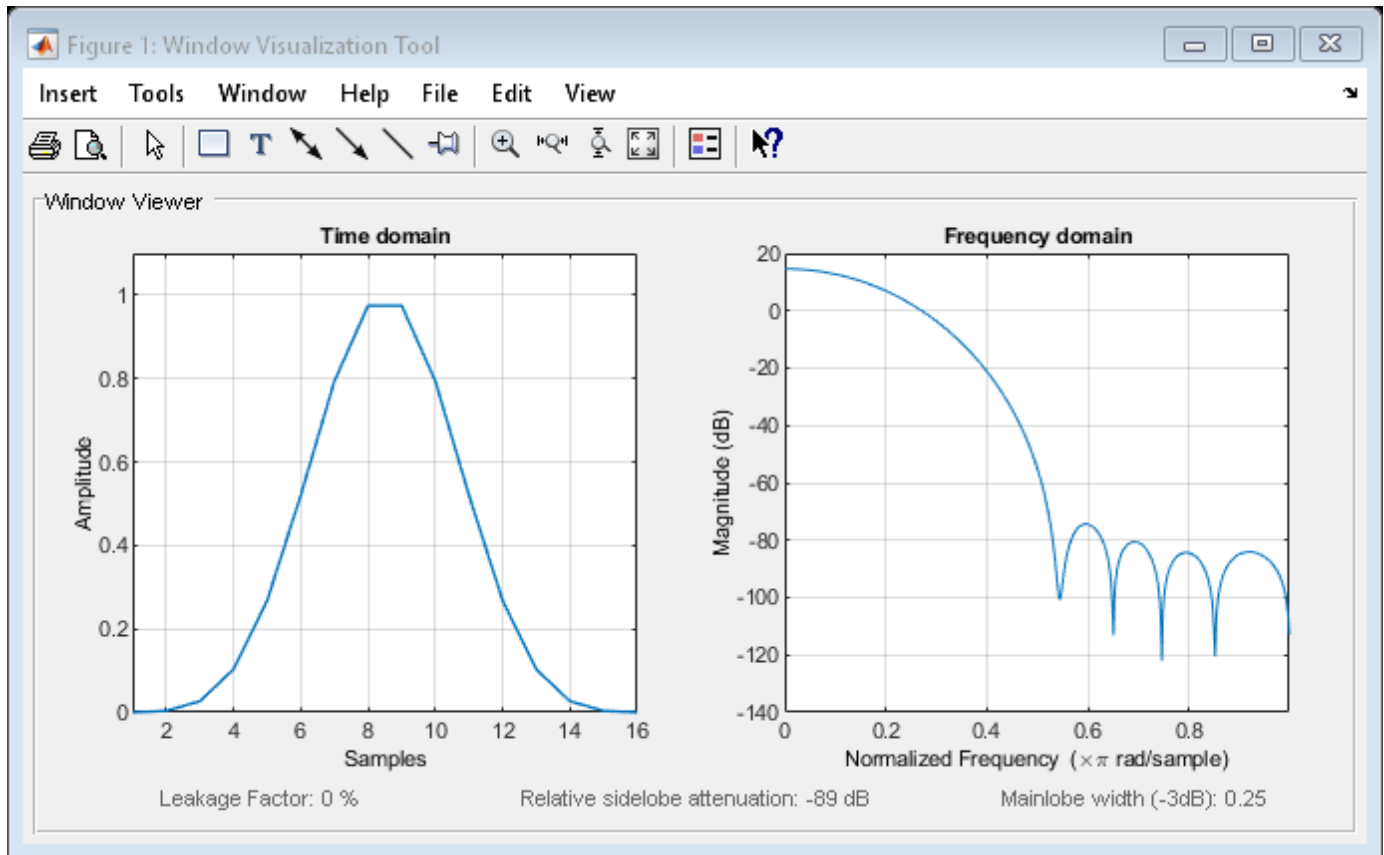 Figure 1: Window Visualization Tool
Insert Tools Window Help File Edit View
T
?
Window Viewer
Time domain
1
0.8
0.6
0.4
0.2
0
Amplitude
2 4 6 8 10 12 14 16
Samples
Frequency domain
20
0
-20
-40
-60
-80
-100
-120
-140
Magnitude (dB)
0 0.2 0.4 0.6 0.8
Normalized Frequency (×π rad/sample)
Leakage Factor: 0 %
Relative sidelobe attenuation: -89 dB
Mainlobe width (-3dB): 0.25